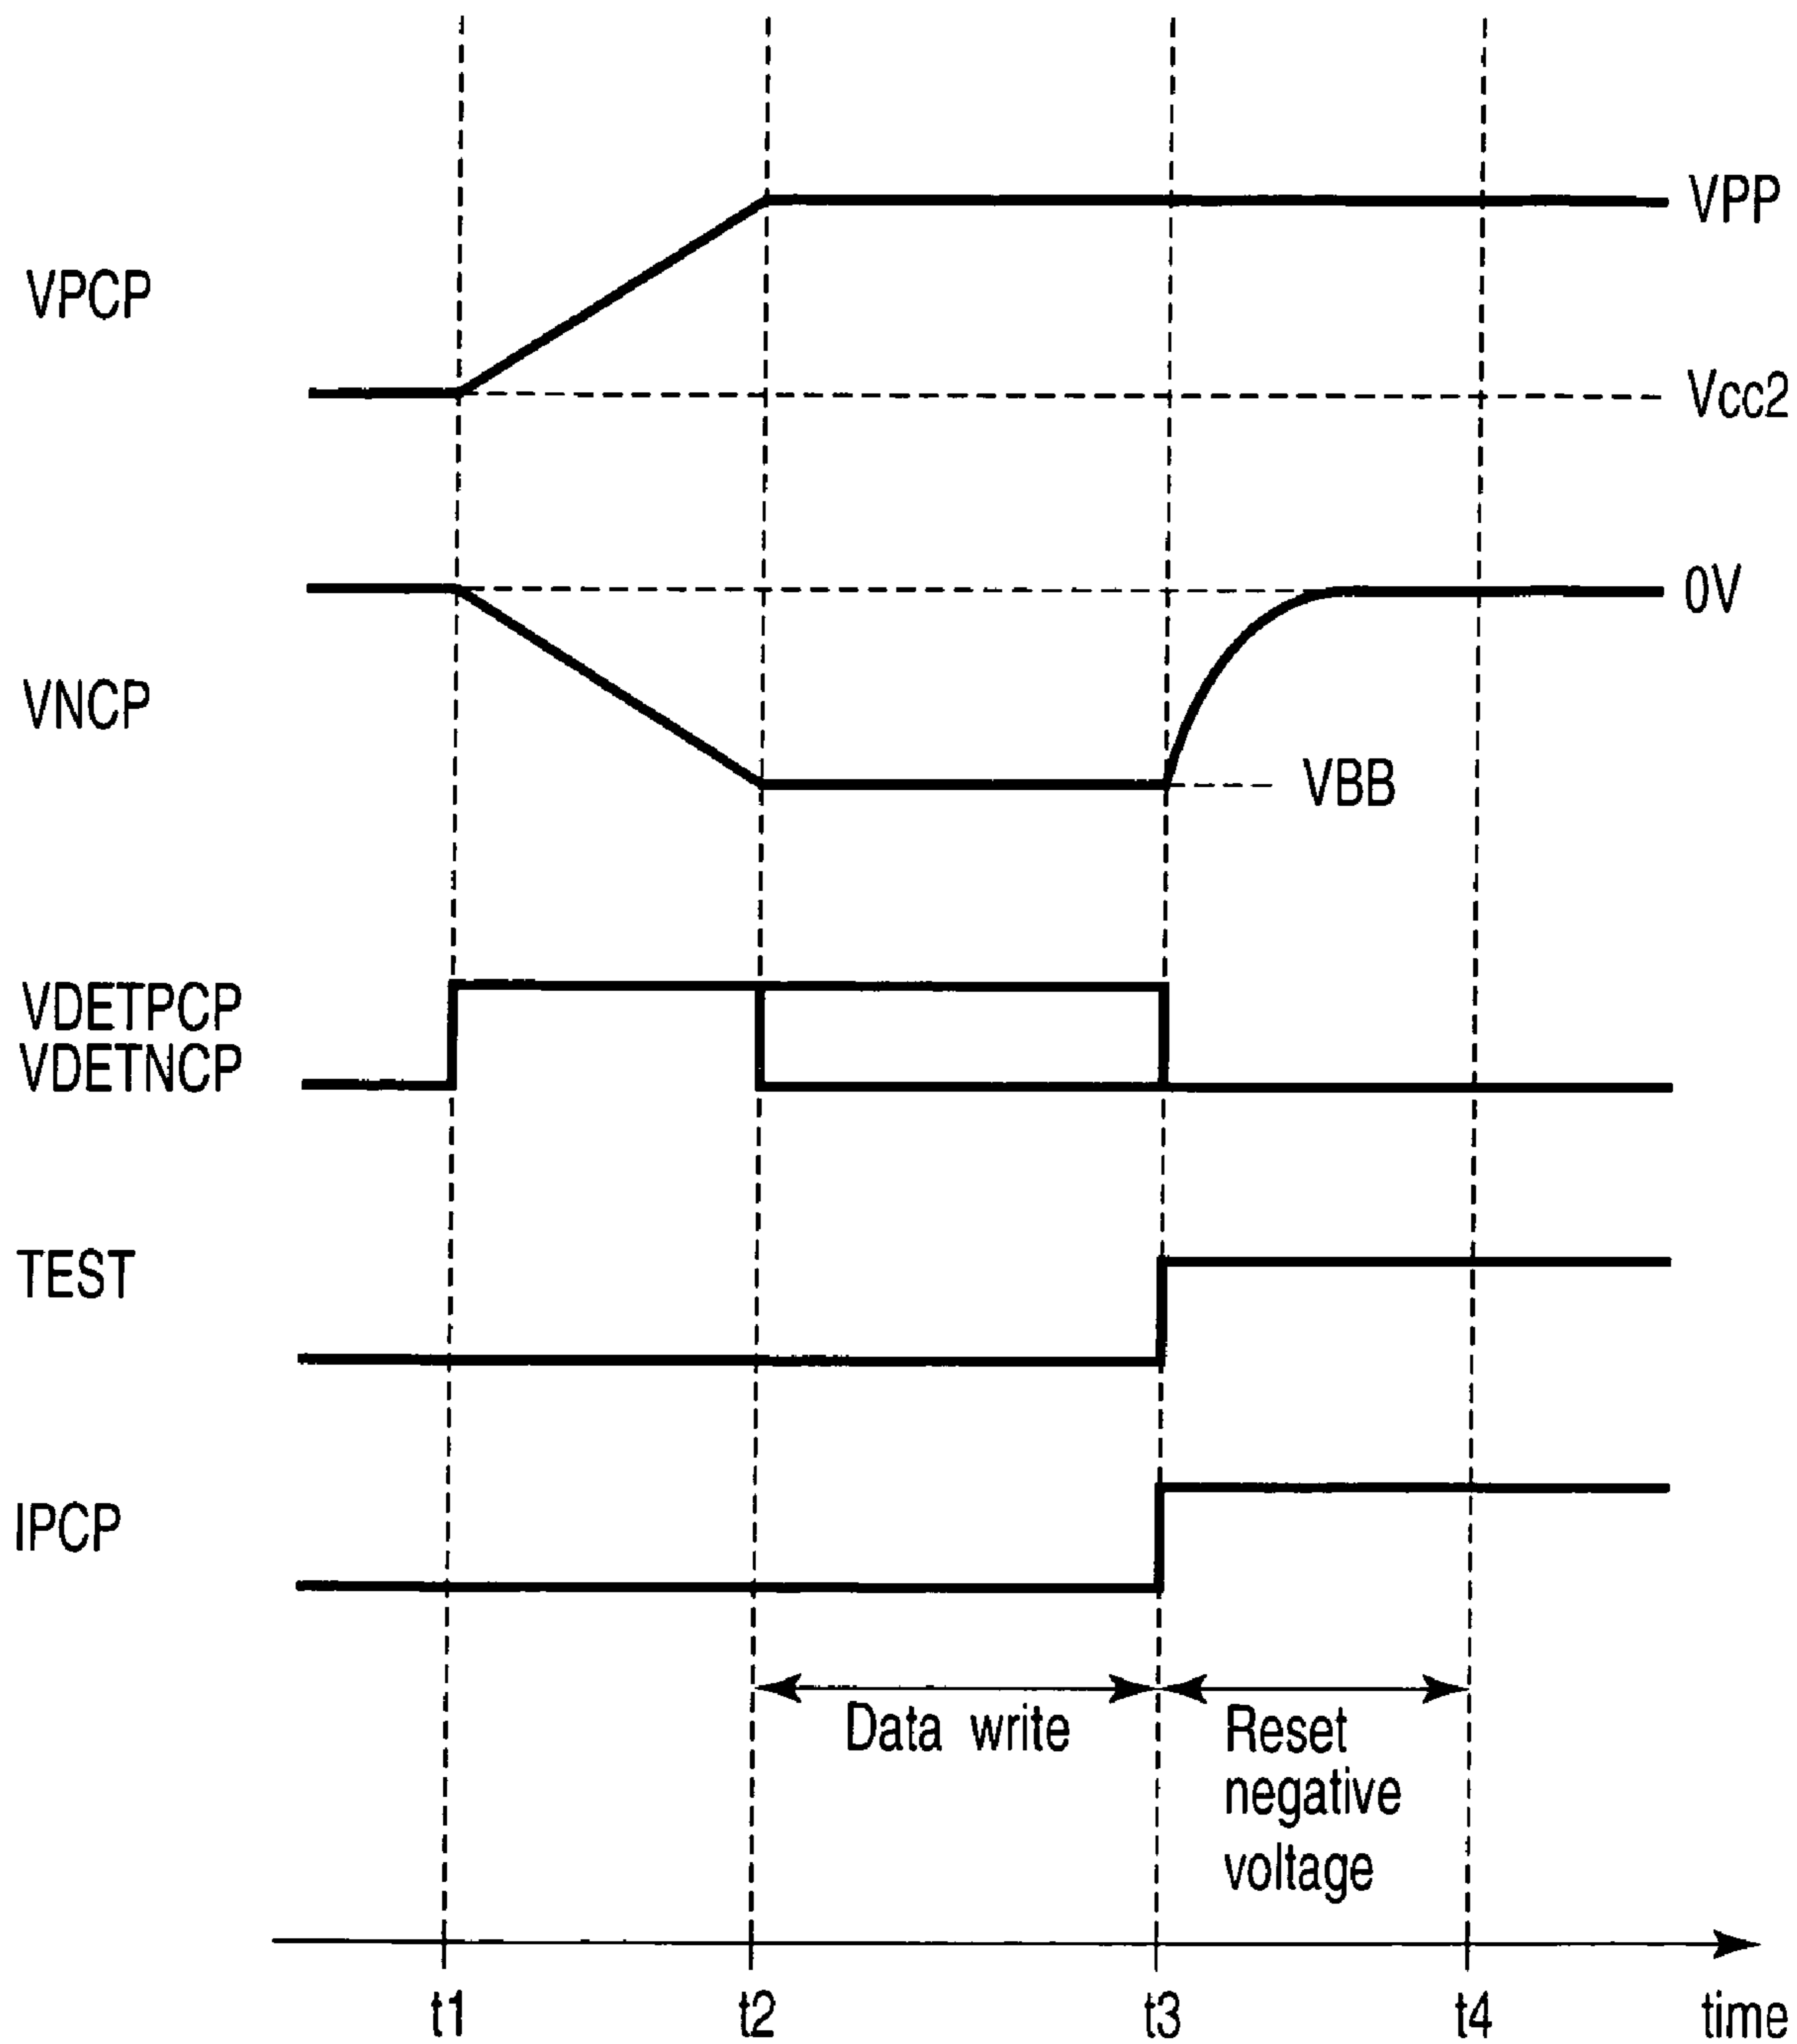 VPP
VPCP
Vcc2
0V
VNCP
VBB
VDETPCP
VDETNCP
TEST
IPCP
Data write
Reset
negative
voltage
t1 t2 t3 t4 time